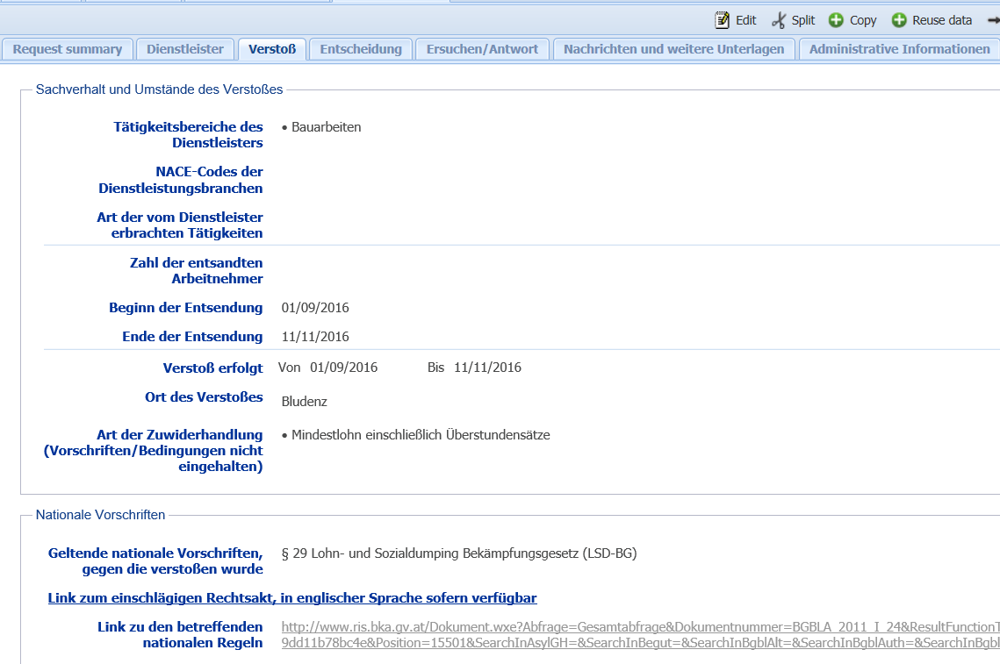 Edit Split Copy Reuse data
Request summary Dienstleister Verstoß Entscheidung Ersuchen/Antwort Nachrichten und weitere Unterlagen Administrative Informationen
Sachverhalt und Umstände des Verstoßes
Tätigkeitsbereiche des • Bauarbeiten
Dienstleisters
NACE-Codes der
Dienstleistungsbranchen
Art der vom Dienstleister
erbrachten Tätigkeiten
Zahl der entsandten
Arbeitnehmer
Beginn der Entsendung 01/09/2016
Ende der Entsendung 11/11/2016
Verstoß erfolgt Von 01/09/2016 Bis 11/11/2016
Ort des Verstoßes Bludenz
Art der Zuwiderhandlung • Mindestlohn einschließlich Überstundensätze
(Vorschriften/Bedingungen nicht
eingehalten)
Nationale Vorschriften
Geltende nationale Vorschriften, § 29 Lohn- und Sozialdumping Bekämpfungsgesetz (LSD-BG)
gegen die verstoßen wurde
Link zum einschlägigen Rechtsakt, in englischer Sprache sofern verfügbar
Link zu den betreffenden http://www.ris.bka.gv.at/Dokument.wxe?Abfrage=Gesamtabfrage&Dokumentnummer=BGBLA_2011_I_24&ResultFunctionT
nationalen Regeln 9dd11b78bc4e&Position=15501&SearchInAsylGH=&SearchInBegut=&SearchInBgblAlt=&SearchInBgblAuth=&SearchInBgbl